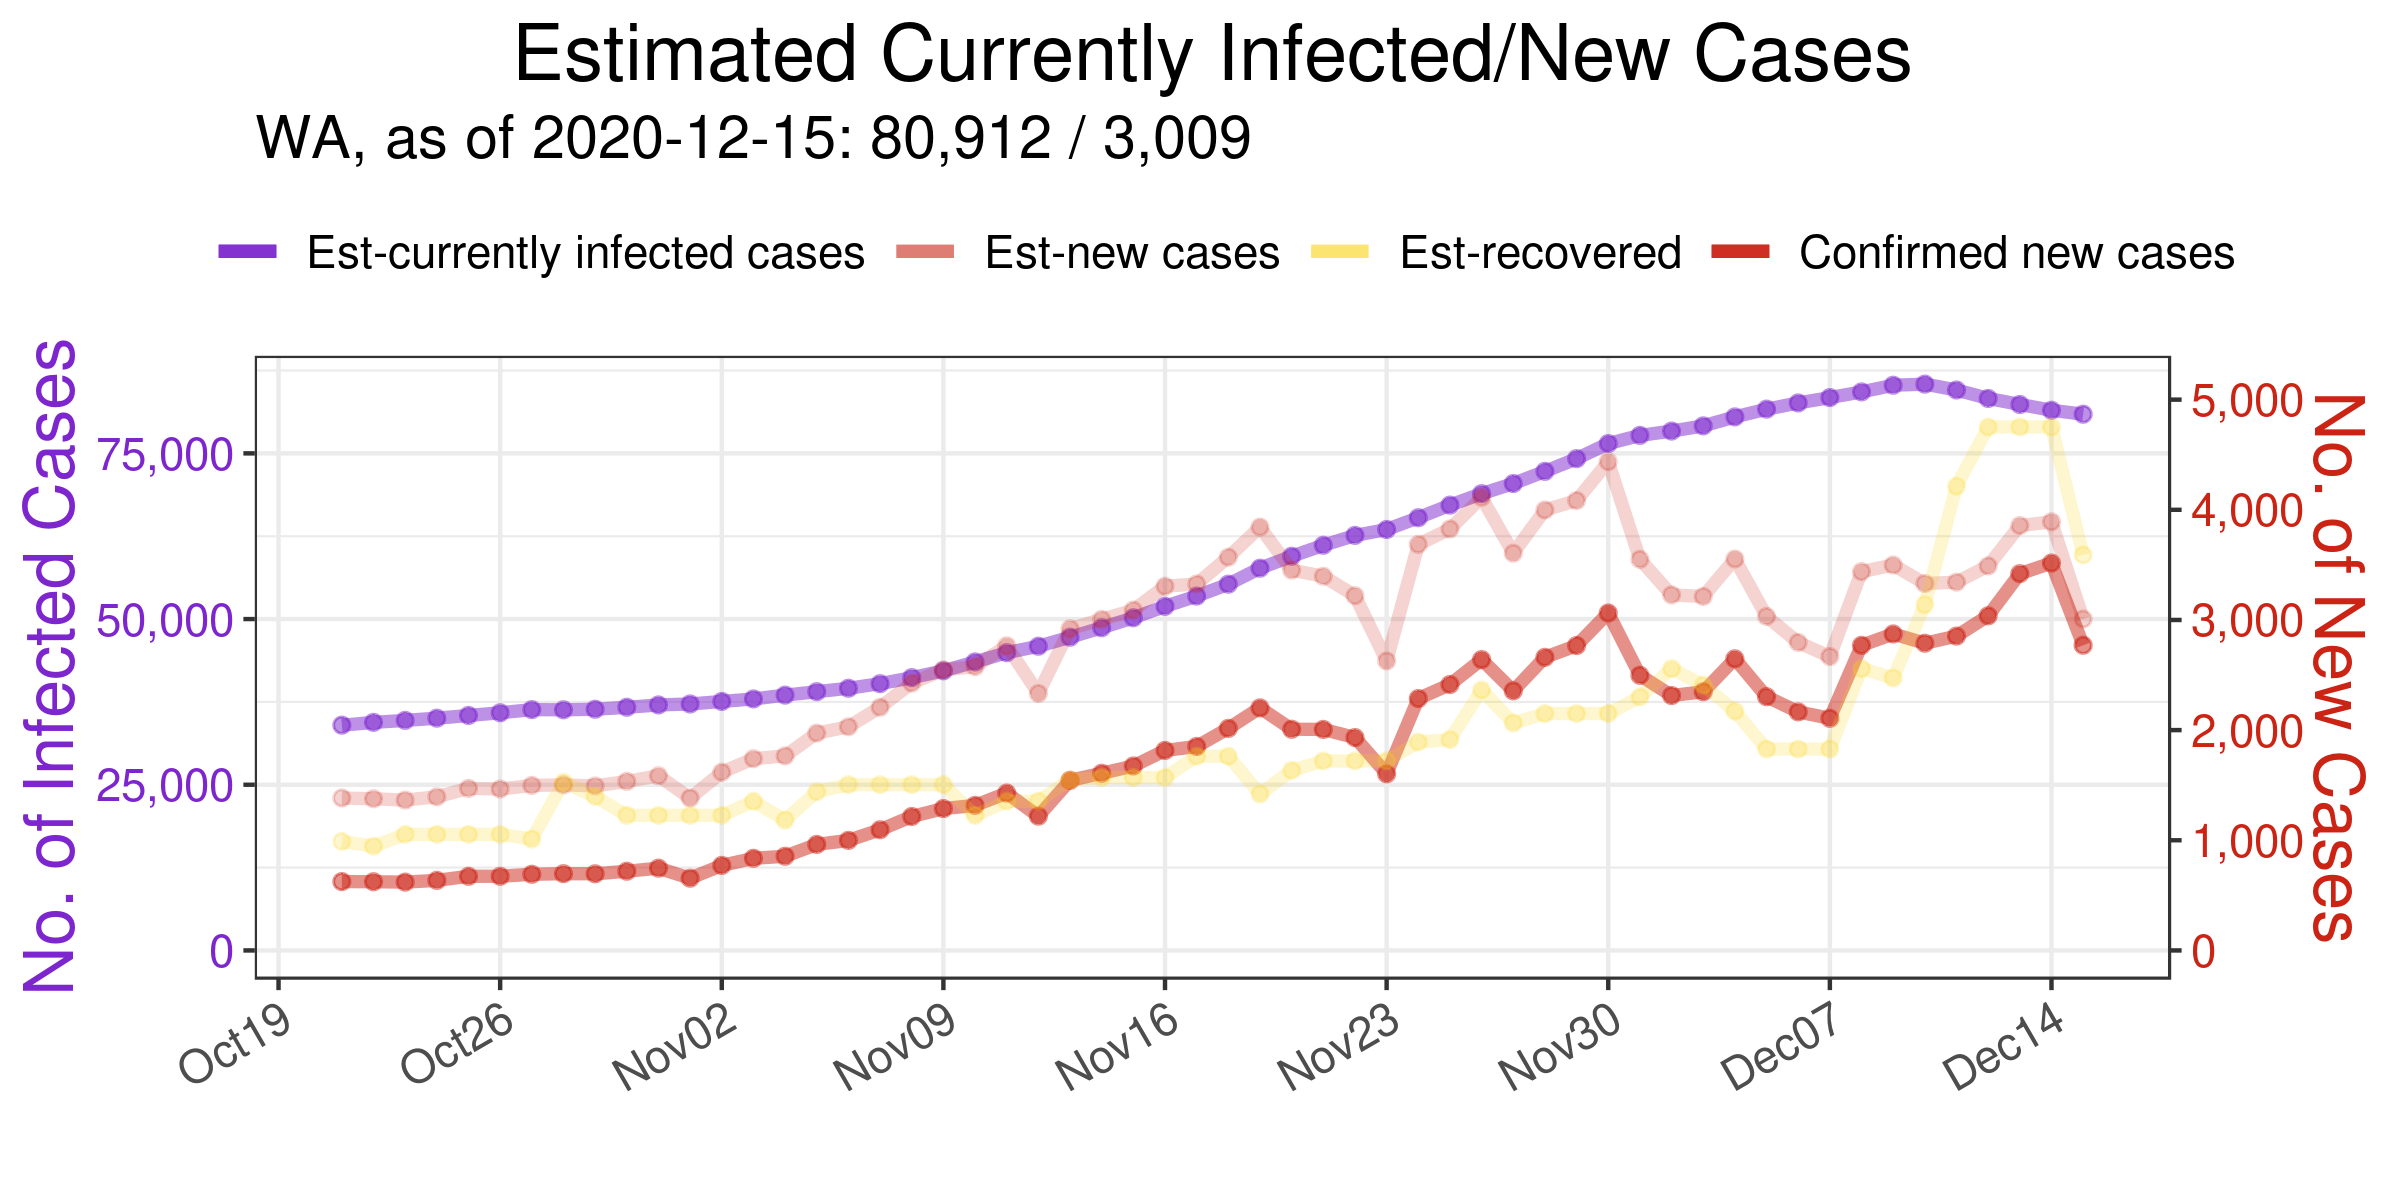 Estimated Currently Infected/New Cases
WA, as of 2020-12-15: 80,912 / 3,009
Est-currently infected cases Est-new cases Est-recovered Confirmed new cases
No. of Infected Cases
75,000
50,000
25,000
0
5,000
4,000
3,000
2,000
1,000
0
No. of New Cases
Oct19 Oct26 Nov02 Nov09 Nov16 Nov23 Nov30 Dec07 Dec14